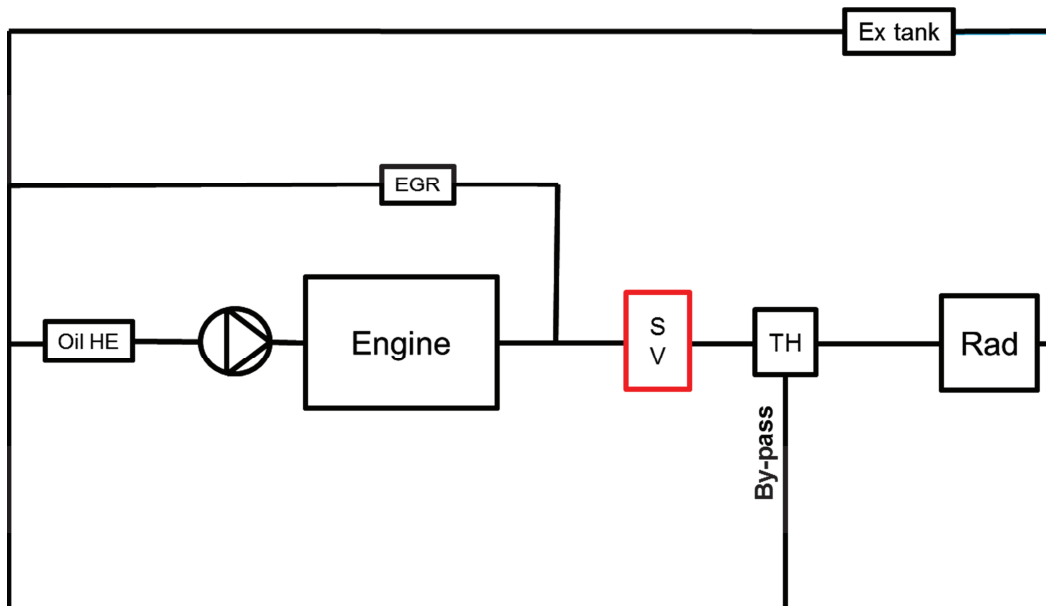 Ex tank
EGR
Oil HE
Engine
S
V
TH
Rad
By-pass